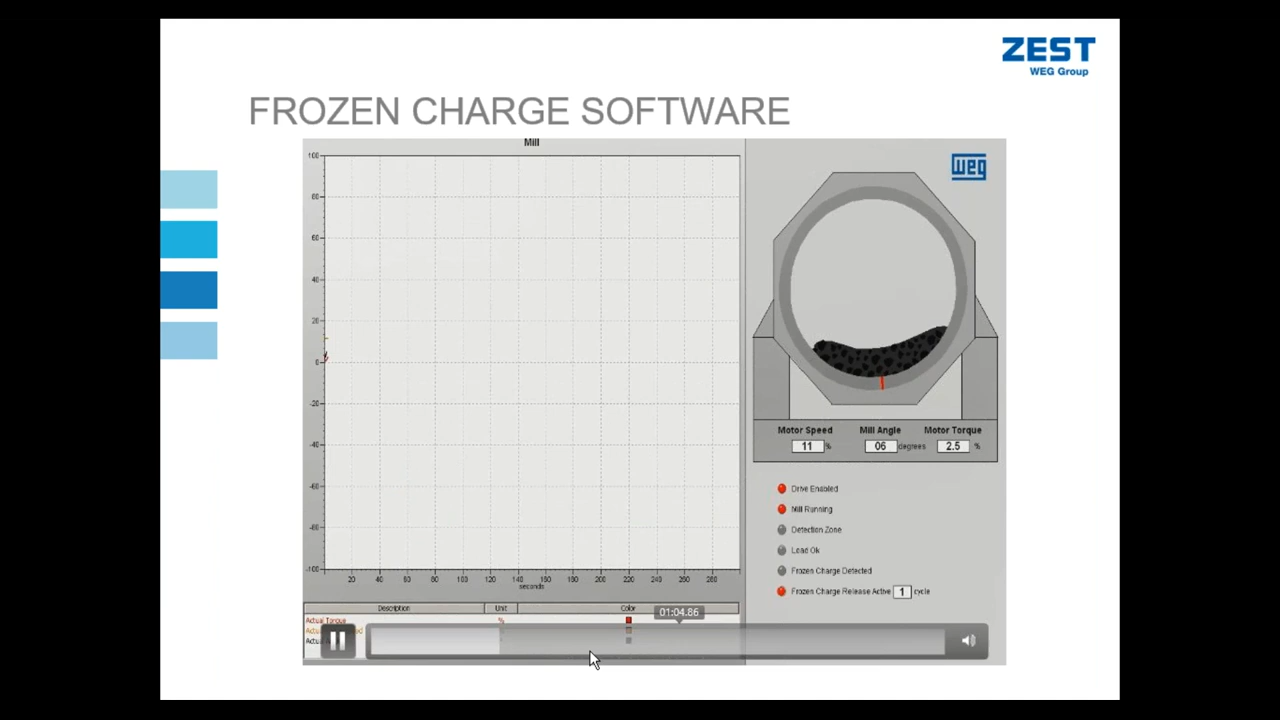 ZEST
WEG Group
FROZEN CHARGE SOFTWARE
Mill
weg
100
80
60
40
20
0
-20
-40
-60
-80
-100
20 40 60 80 100 120 140 160 180 200 220 240 260 280
seconds
Motor Speed Mill Angle Motor Torque
11 % 06 degrees 2.5 %
Drive Enabled
Mill Running
Detection Zone
Load Ok
Frozen Charge Detected
Frozen Charge Release Active 1 cycle
Description Unit Color
01:04.86
Actual Torque %